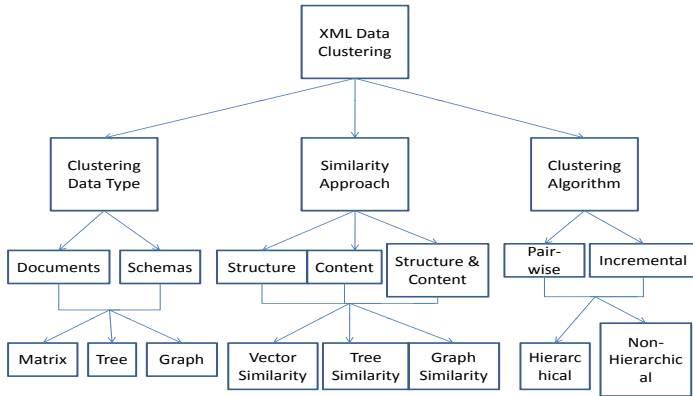 XML Data
Clustering
Clustering
Data Type
Similarity
Approach
Clustering
Algorithm
Documents
Schemas
Structure
Content
Structure &
Content
Pair-
wise
Incremental
Matrix
Tree
Graph
Vector
Similarity
Tree
Similarity
Graph
Similarity
Hierarc
hical
Non-
Hierarchic
al